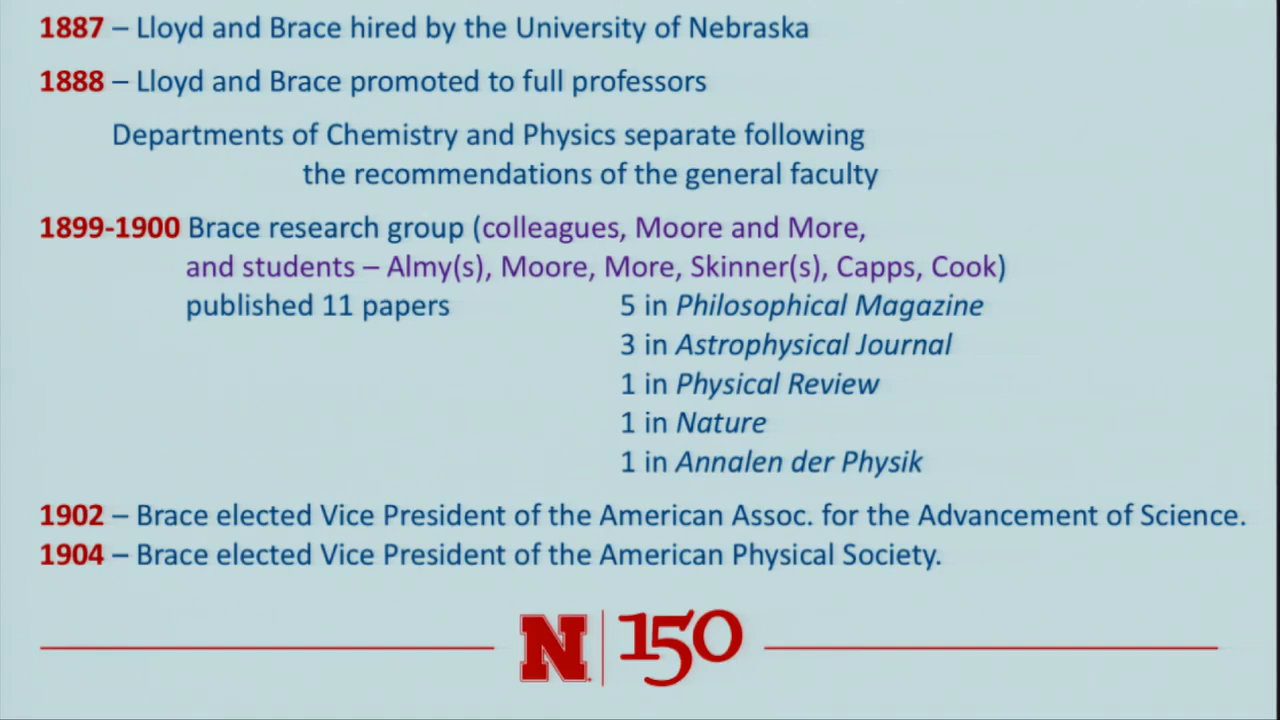 1887 – Lloyd and Brace hired by the University of Nebraska
1888 – Lloyd and Brace promoted to full professors
Departments of Chemistry and Physics separate following
the recommendations of the general faculty
1899-1900 Brace research group (colleagues, Moore and More,
and students – Almy(s), Moore, More, Skinner(s), Capps, Cook)
published 11 papers 5 in Philosophical Magazine
3 in Astrophysical Journal
1 in Physical Review
1 in Nature
1 in Annalen der Physik
1902 – Brace elected Vice President of the American Assoc. for the Advancement of Science.
1904 – Brace elected Vice President of the American Physical Society.
N 150